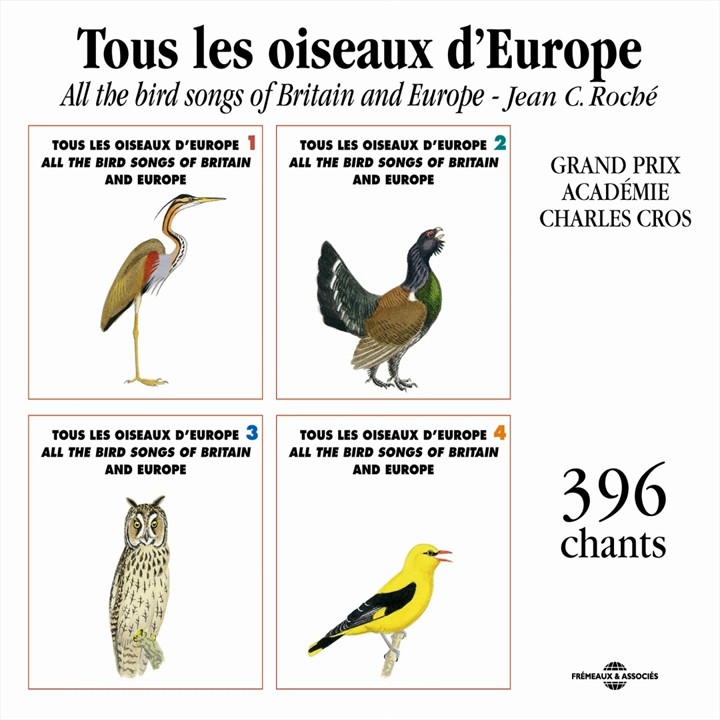 Tous les oiseaux d'Europe
All the bird songs of Britain and Europe - Jean C. Roché
TOUS LES OISEAUX D'EUROPE 1
ALL THE BIRD SONGS OF BRITAIN
AND EUROPE
TOUS LES OISEAUX D'EUROPE 2
ALL THE BIRD SONGS OF BRITAIN
AND EUROPE
GRAND PRIX
ACADÉMIE
CHARLES CROS
TOUS LES OISEAUX D'EUROPE 3
ALL THE BIRD SONGS OF BRITAIN
AND EUROPE
TOUS LES OISEAUX D'EUROPE 4
ALL THE BIRD SONGS OF BRITAIN
AND EUROPE
396
chants
FRÉMEAUX & ASSOCIÉS